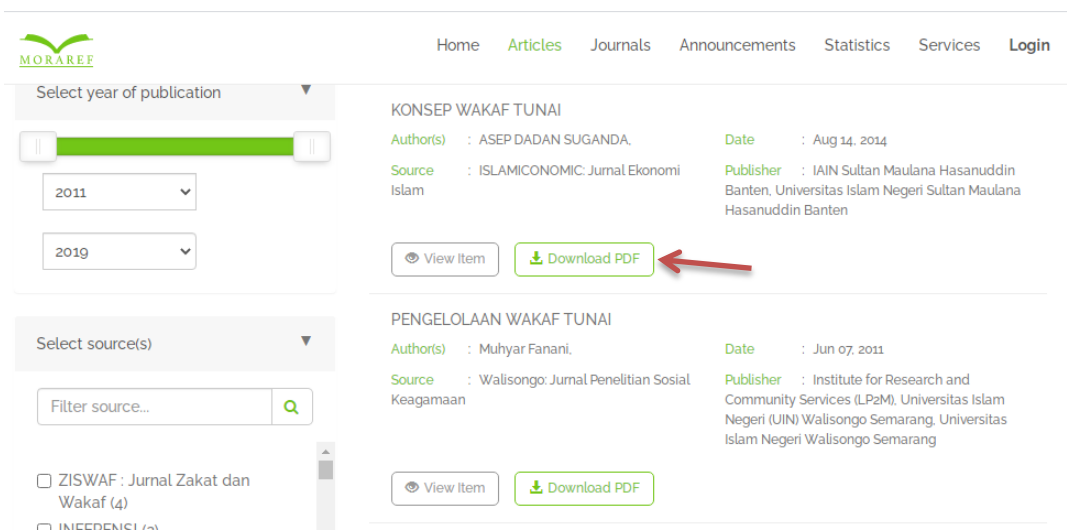 MORAREF
Home Articles Journals Announcements Statistics Services Login
Select year of publication
2011
2019
Select source(s)
Filter source...
ZISWAF : Jurnal Zakat dan
Wakaf (4)
KONSEP WAKAF TUNAI
Author(s) : ASEP DADAN SUGANDA,
Date : Aug 14, 2014
Source : ISLAMICONOMIC: Jurnal Ekonomi
Islam
Publisher : IAIN Sultan Maulana Hasanuddin
Banten, Universitas Islam Negeri Sultan Maulana
Hasanuddin Banten
View Item
Download PDF
PENGELOLAAN WAKAF TUNAI
Author(s) : Muhyar Fanani,
Date : Jun 07, 2011
Source : Walisongo: Jurnal Penelitian Sosial
Keagamaan
Publisher : Institute for Research and
Community Services (LP2M), Universitas Islam
Negeri (UIN) Walisongo Semarang, Universitas
Islam Negeri Walisongo Semarang
View Item
Download PDF